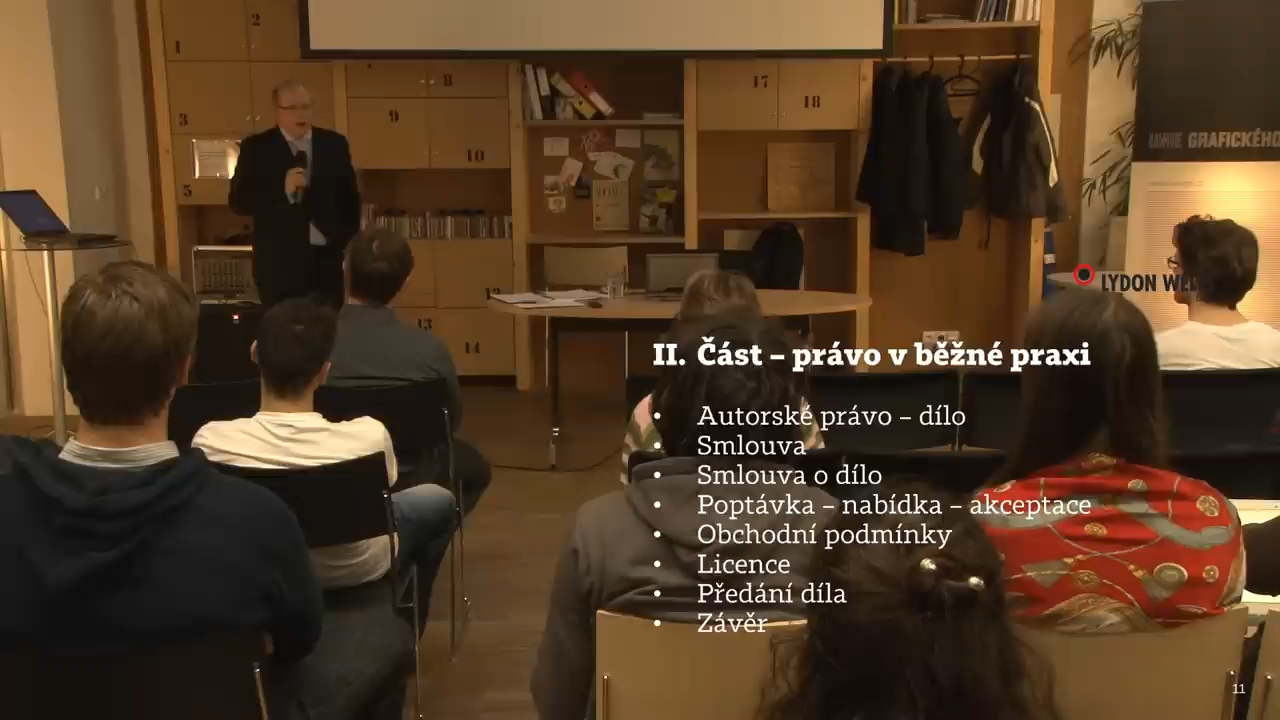 2
1
8
17
18
3
9
10
5
UNIE GRAFICKÉHO
LYDON
II. Část – právo v běžné praxi
• Autorské právo – dílo
• Smlouva
• Smlouva o dílo
• Poptávka – nabídka – akceptace
• Obchodní podmínky
• Licence
• Předání díla
• Závěr
13
14
11